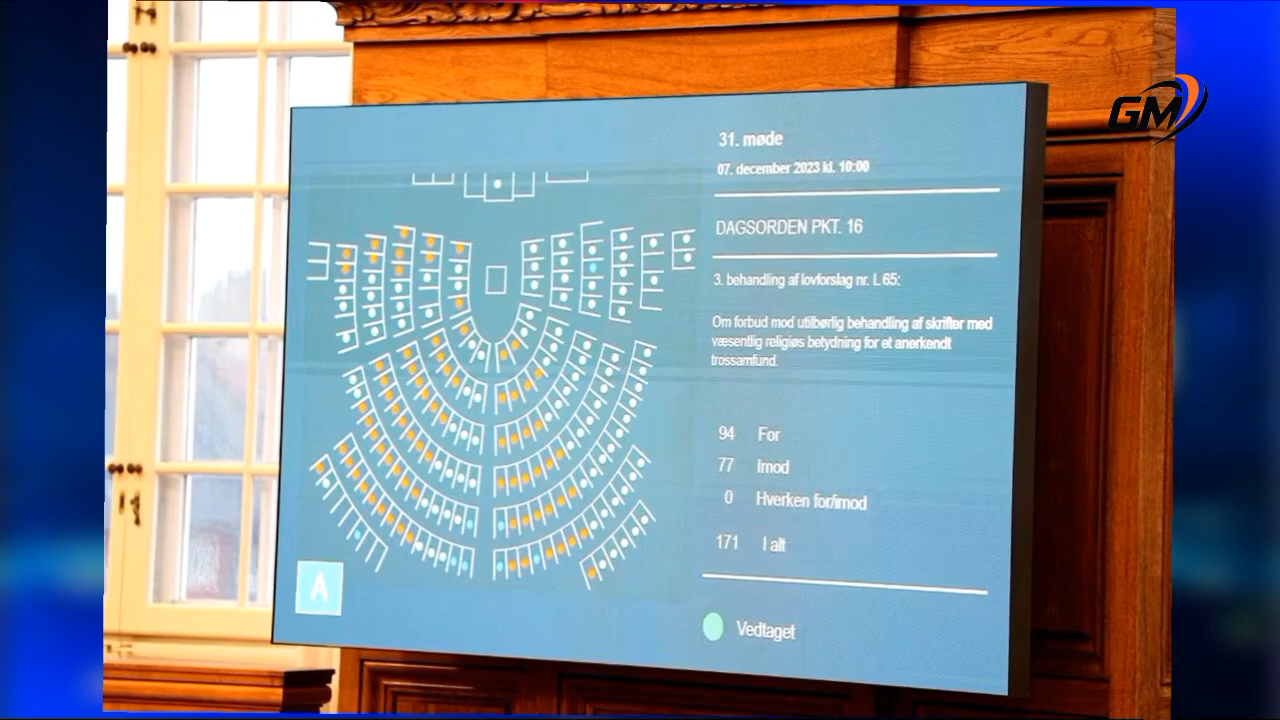 GM
31. møde
07. december 2023 kl. 10:00
DAGSORDEN PKT. 16
3. behandling af lovforslag nr. L 65:
Om forbud mod utilbørlig behandling af skrifter med
væsentlig religiøs betydning for et anerkendt
trossamfund.
94 For
77 Imod
0 Hverken for/imod
171 I alt
A
Vedtaget